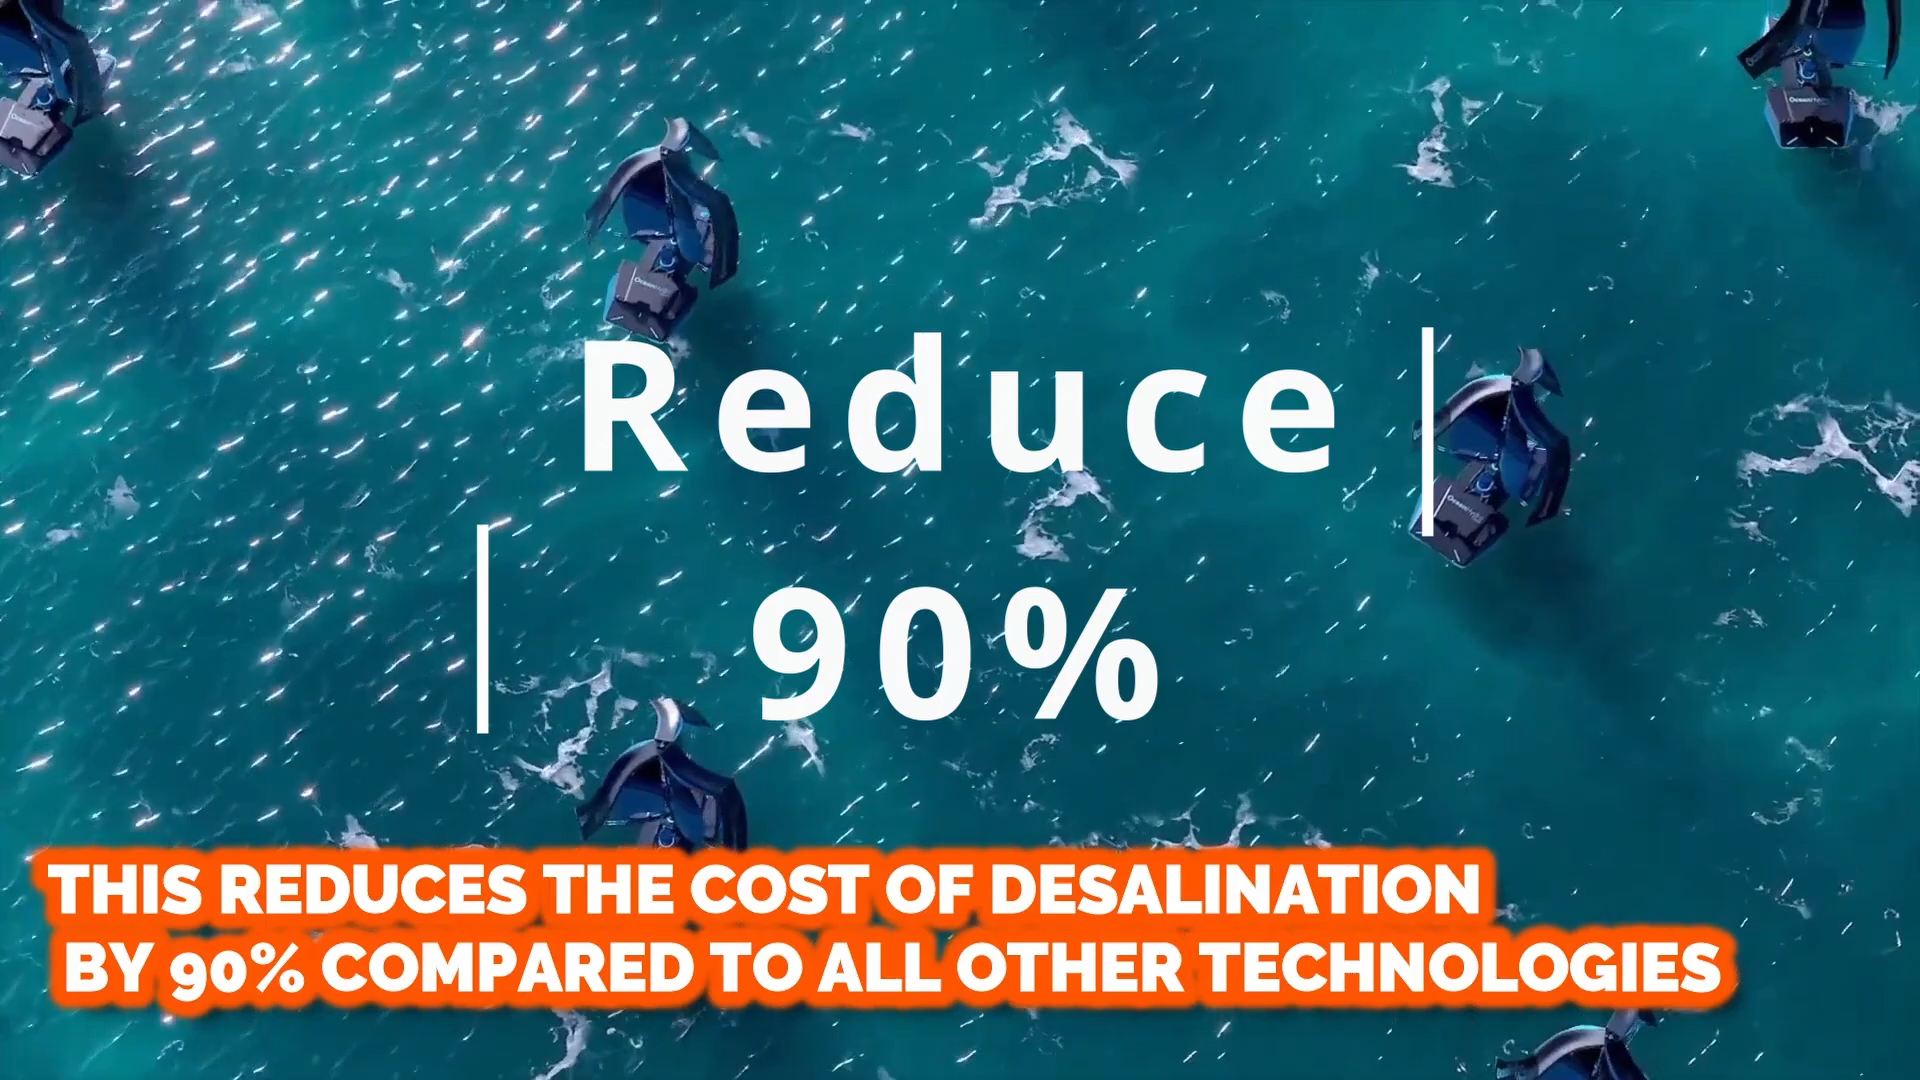 Reduce
90%
THIS REDUCES THE COST OF DESALINATION
BY 90% COMPARED TO ALL OTHER TECHNOLOGIES